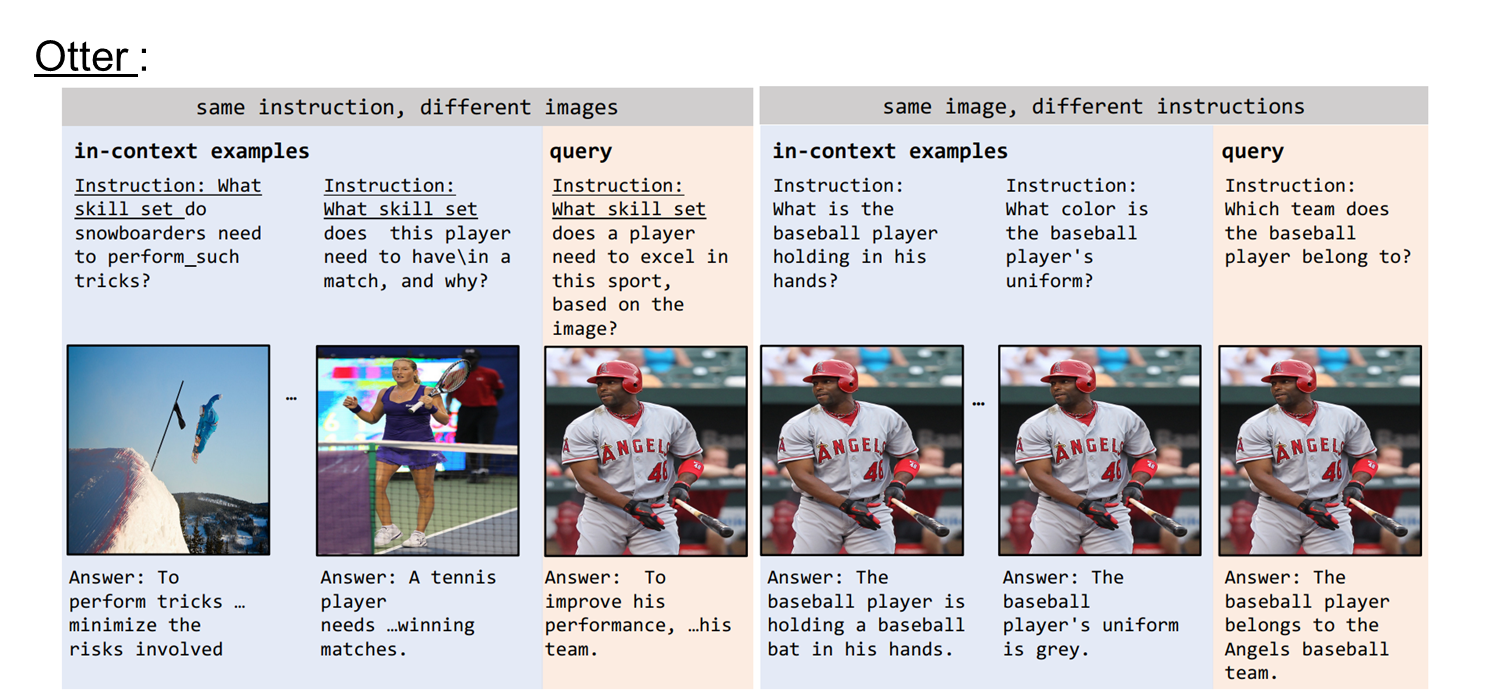 Otter :
same instruction, different images
in-context examples
query
Instruction: What
skill set do
snowboarders need
to perform_such
tricks?
Instruction:
What skill set
does  this player
need to have\in a
match, and why?
Instruction:
What skill set
does a player
need to excel in
this sport,
based on the
image?
…
ANGEL
46
Answer: To
perform tricks …
minimize the
risks involved
Answer: A tennis
player
needs …winning
matches.
Answer:  To
improve his
performance, …his
team.
same image, different instructions
in-context examples
query
Instruction:
What is the
baseball player
holding in his
hands?
Instruction:
What color is
the baseball
player's
uniform?
Instruction:
Which team does
the baseball
player belong to?
ANGEL
46
…
ANGEL
46
ANGEL
46
Answer: The
baseball player is
holding a baseball
bat in his hands.
Answer: The
baseball
player's uniform
is grey.
Answer: The
baseball player
belongs to the
Angels baseball
team.